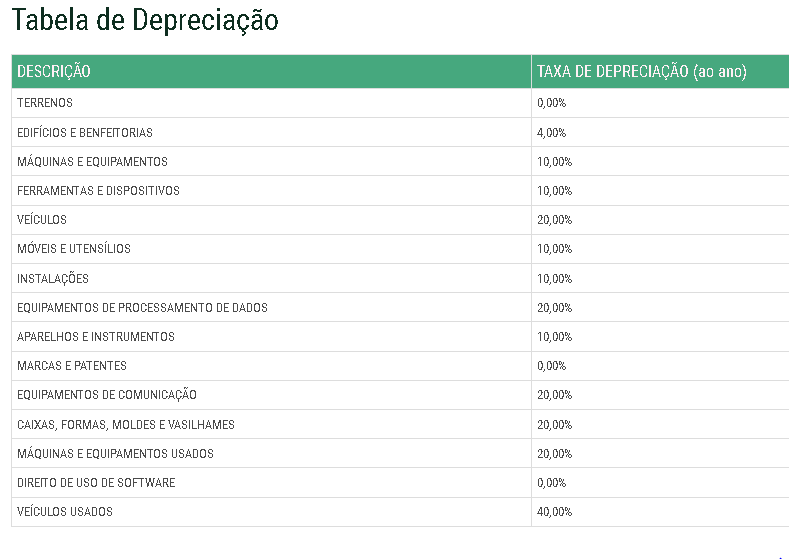 Tabela de Depreciação
DESCRIÇÃO TAXA DE DEPRECIAÇÃO (ao ano)
TERRENOS 0,00%
EDIFÍCIOS E BENFEITORIAS 4,00%
MÁQUINAS E EQUIPAMENTOS 10,00%
FERRAMENTAS E DISPOSITIVOS 10,00%
VEÍCULOS 20,00%
MÓVEIS E UTENSÍLIOS 10,00%
INSTALAÇÕES 10,00%
EQUIPAMENTOS DE PROCESSAMENTO DE DADOS 20,00%
APARELHOS E INSTRUMENTOS 10,00%
MARCAS E PATENTES 0,00%
EQUIPAMENTOS DE COMUNICAÇÃO 20,00%
CAIXAS, FORMAS, MOLDES E VASILHAMES 20,00%
MÁQUINAS E EQUIPAMENTOS USADOS 20,00%
DIREITO DE USO DE SOFTWARE 0,00%
VEÍCULOS USADOS 40,00%